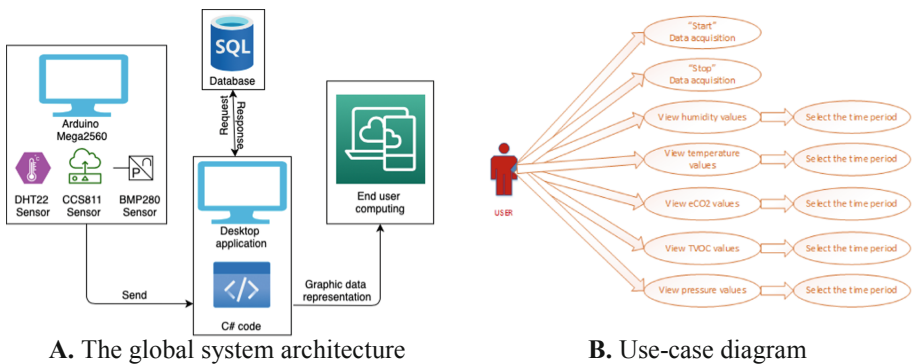 SQL
Database
Arduino
Mega2560
DHT22
Sensor
CCS811
Sensor
P
BMP280
Sensor
Request
Response
Desktop
application
</>
C# code
Send
Graphic data
representation
End user
computing
A. The global system architecture
USER
"Start"
Data acquisition
"Stop"
Data acquisition
View humidity values
Select the time period
View temperature
values
Select the time period
View eCO2 values
Select the time period
View TVOC values
Select the time period
View pressure values
Select the time period
B. Use-case diagram